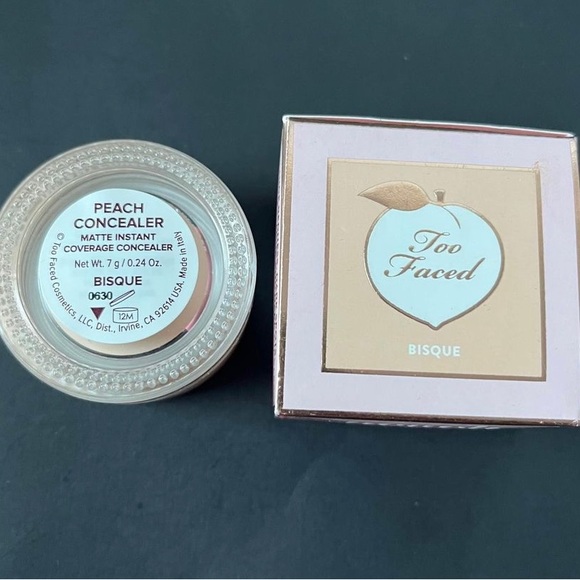 PEACH
CONCEALER
MATTE INSTANT
COVERAGE CONCEALER
Net Wt. 7 g / 0.24 Oz.
BISQUE
0630
12M
© Too Faced Cosmetics, LLC, Dist., Irvine, CA 92614 USA. Made in Italy
Too
Faced
BISQUE